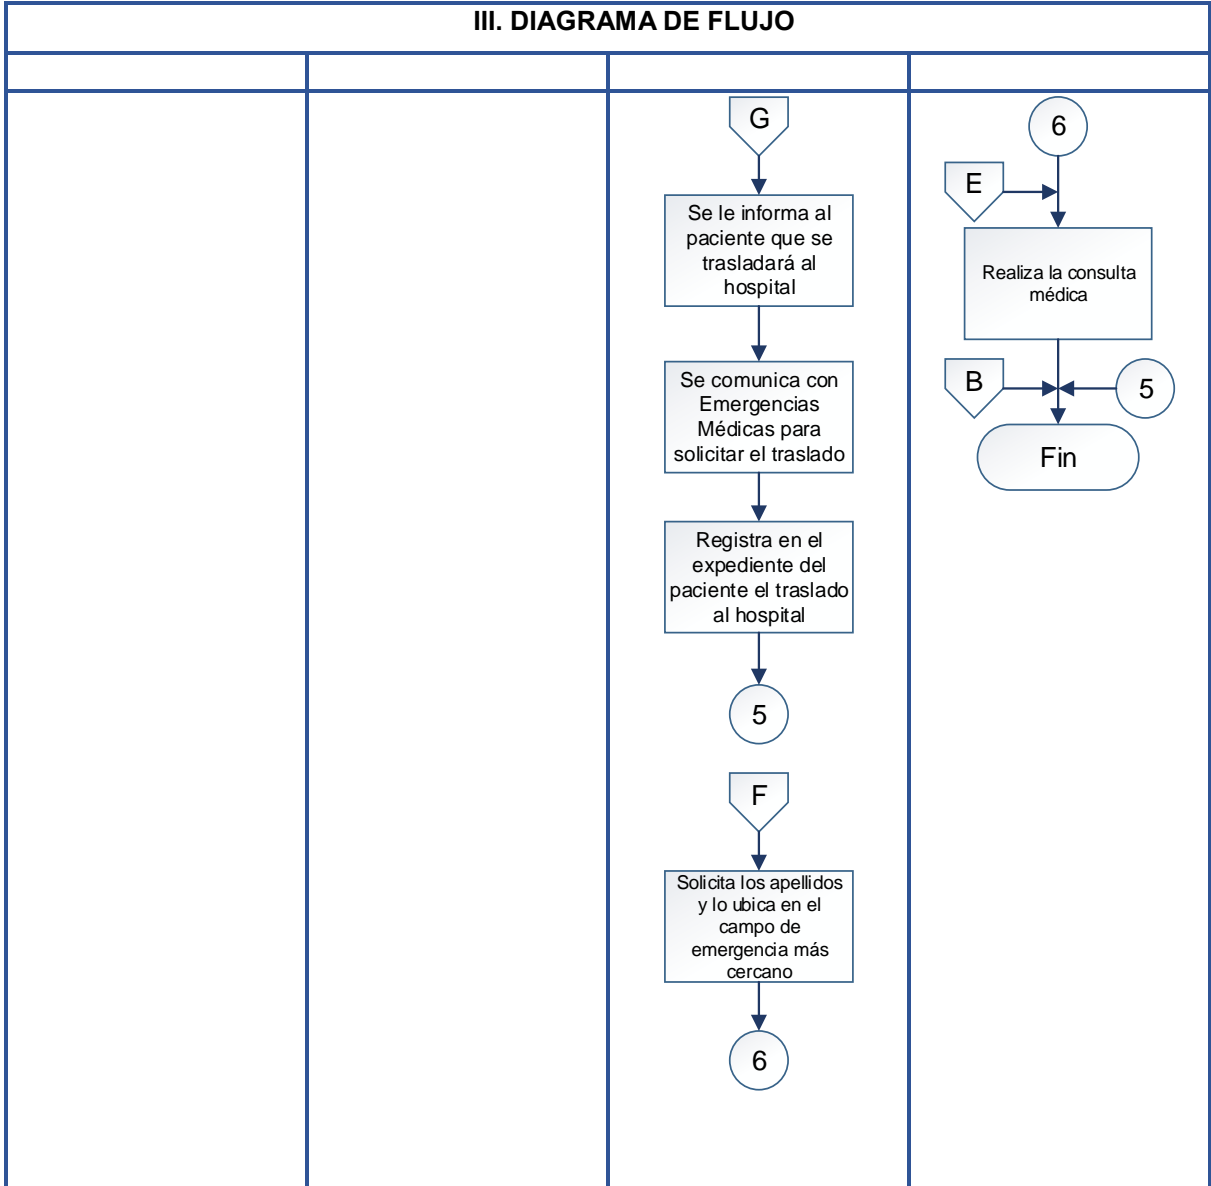 III. DIAGRAMA DE FLUJO
G
Se le informa al
paciente que se
trasladará al
hospital
Se comunica con
Emergencias
Médicas para
solicitar el traslado
Registra en el
expediente del
paciente el traslado
al hospital
5
F
Solicita los apellidos
y lo ubica en el
campo de
emergencia más
cercano
6
6
E
Realiza la consulta
médica
B
5
Fin